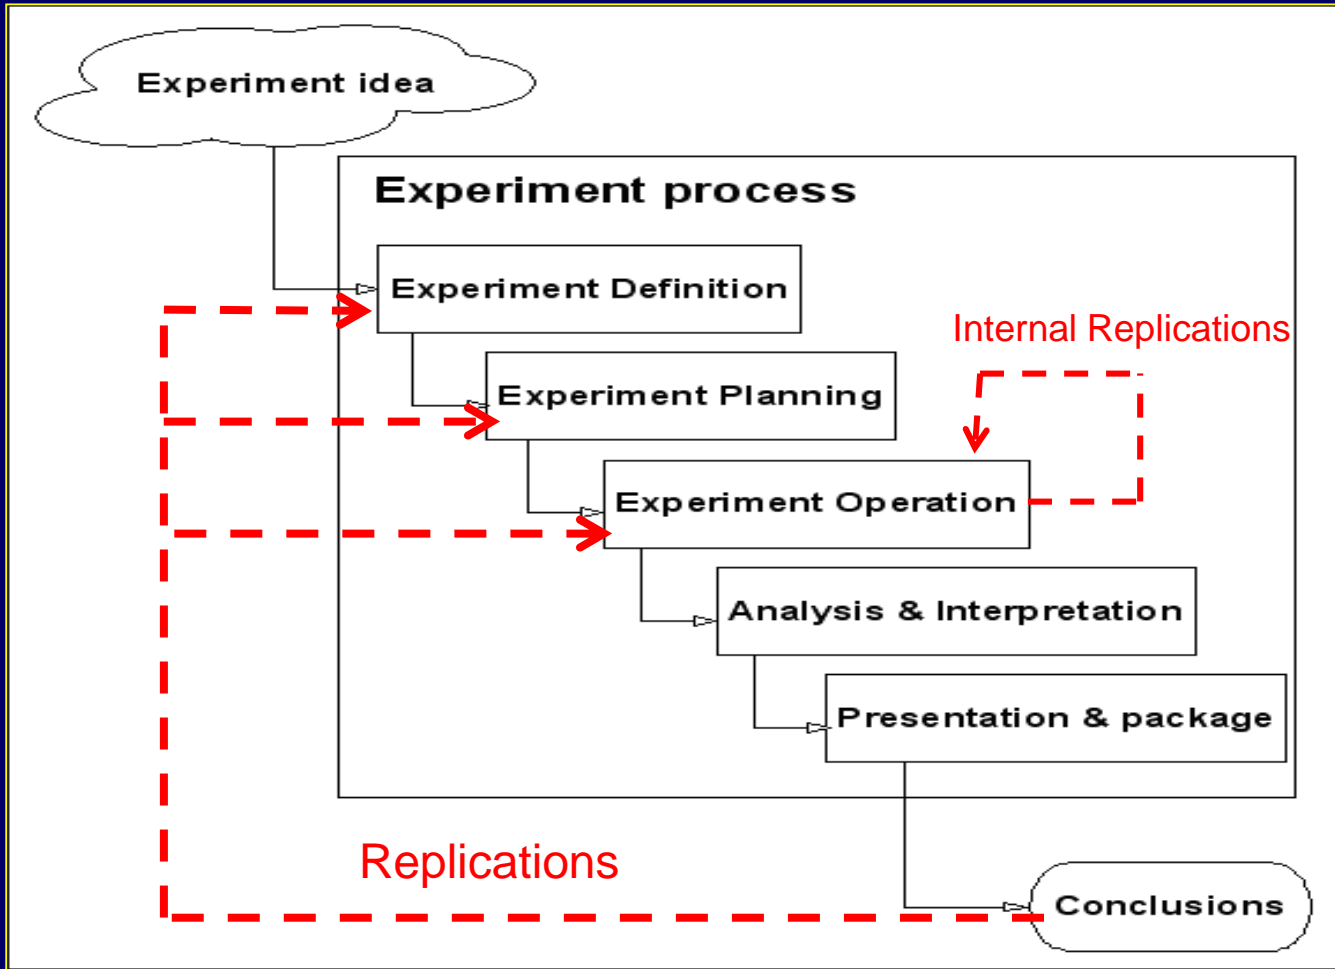 Experiment idea
Experiment process
Experiment Definition
Internal Replications
Experiment Planning
Experiment Operation
Analysis & Interpretation
Presentation & package
Replications
Conclusions